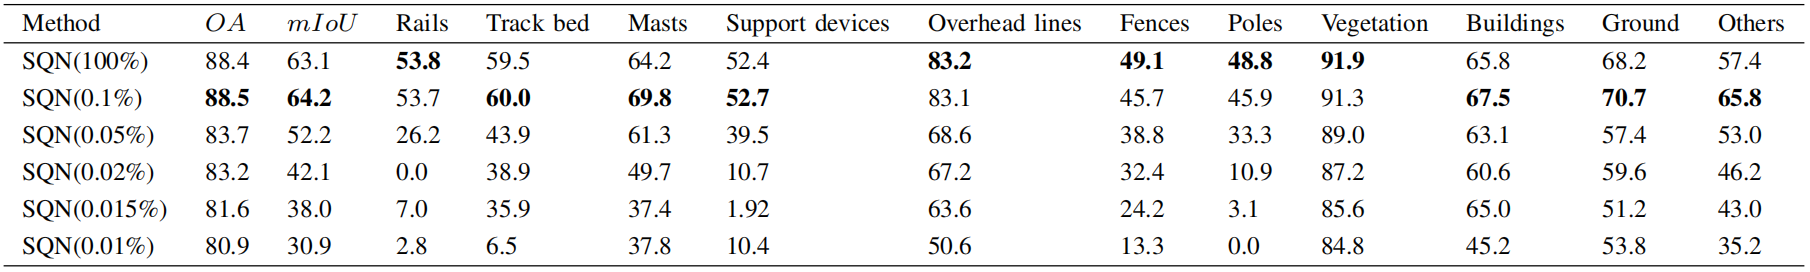 Method OA mIoU Rails Track bed Masts Support devices Overhead lines Fences Poles Vegetation Buildings Ground Others
SQN(100%) 88.4 63.1 53.8 59.5 64.2 52.4 83.2 49.1 48.8 91.9 65.8 68.2 57.4
SQN(0.1%) 88.5 64.2 53.7 60.0 69.8 52.7 83.1 45.7 45.9 91.3 67.5 70.7 65.8
SQN(0.05%) 83.7 52.2 26.2 43.9 61.3 39.5 68.6 38.8 33.3 89.0 63.1 57.4 53.0
SQN(0.02%) 83.2 42.1 0.0 38.9 49.7 10.7 67.2 32.4 10.9 87.2 60.6 59.6 46.2
SQN(0.015%) 81.6 38.0 7.0 35.9 37.4 1.92 63.6 24.2 3.1 85.6 65.0 51.2 43.0
SQN(0.01%) 80.9 30.9 2.8 6.5 37.8 10.4 50.6 13.3 0.0 84.8 45.2 53.8 35.2